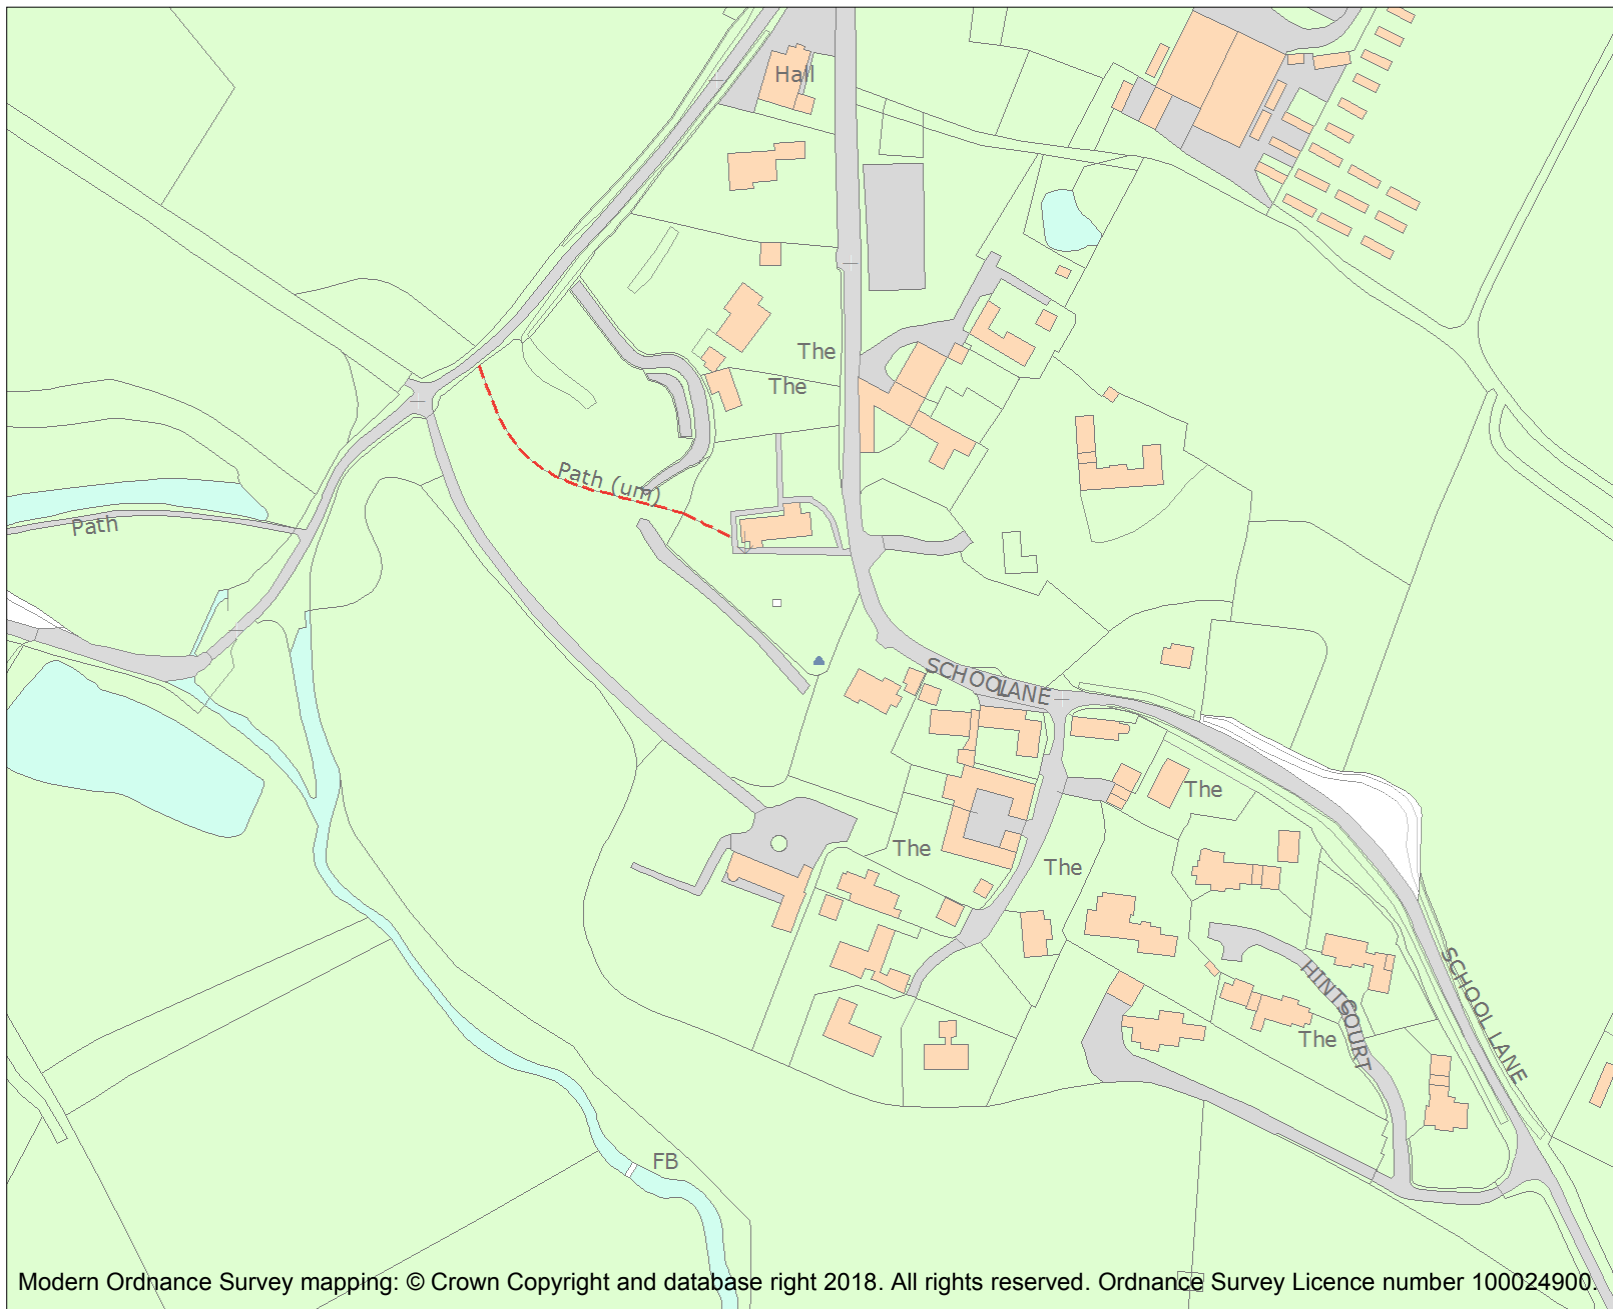 Hall
The
The
Path (um)
Path
SCHOOL LANE
The
The
The
SCHOOL LANE
HINTS COURT
The
FB
Modern Ordnance Survey mapping: © Crown Copyright and database right 2018. All rights reserved. Ordnance Survey Licence number 100024900.